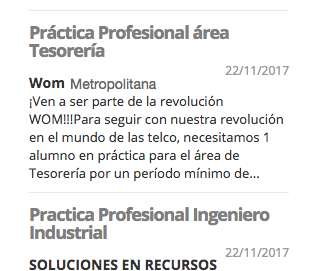 Práctica Profesional área
Tesorería
22/11/2017
Wom Metropolitana
¡Ven a ser parte de la revolución
WOM!!!Para seguir con nuestra revolución
en el mundo de las telco, necesitamos 1
alumno en práctica para el área de
Tesorería por un período mínimo de...
Practica Profesional Ingeniero
Industrial
22/11/2017
SOLUCIONES EN RECURSOS